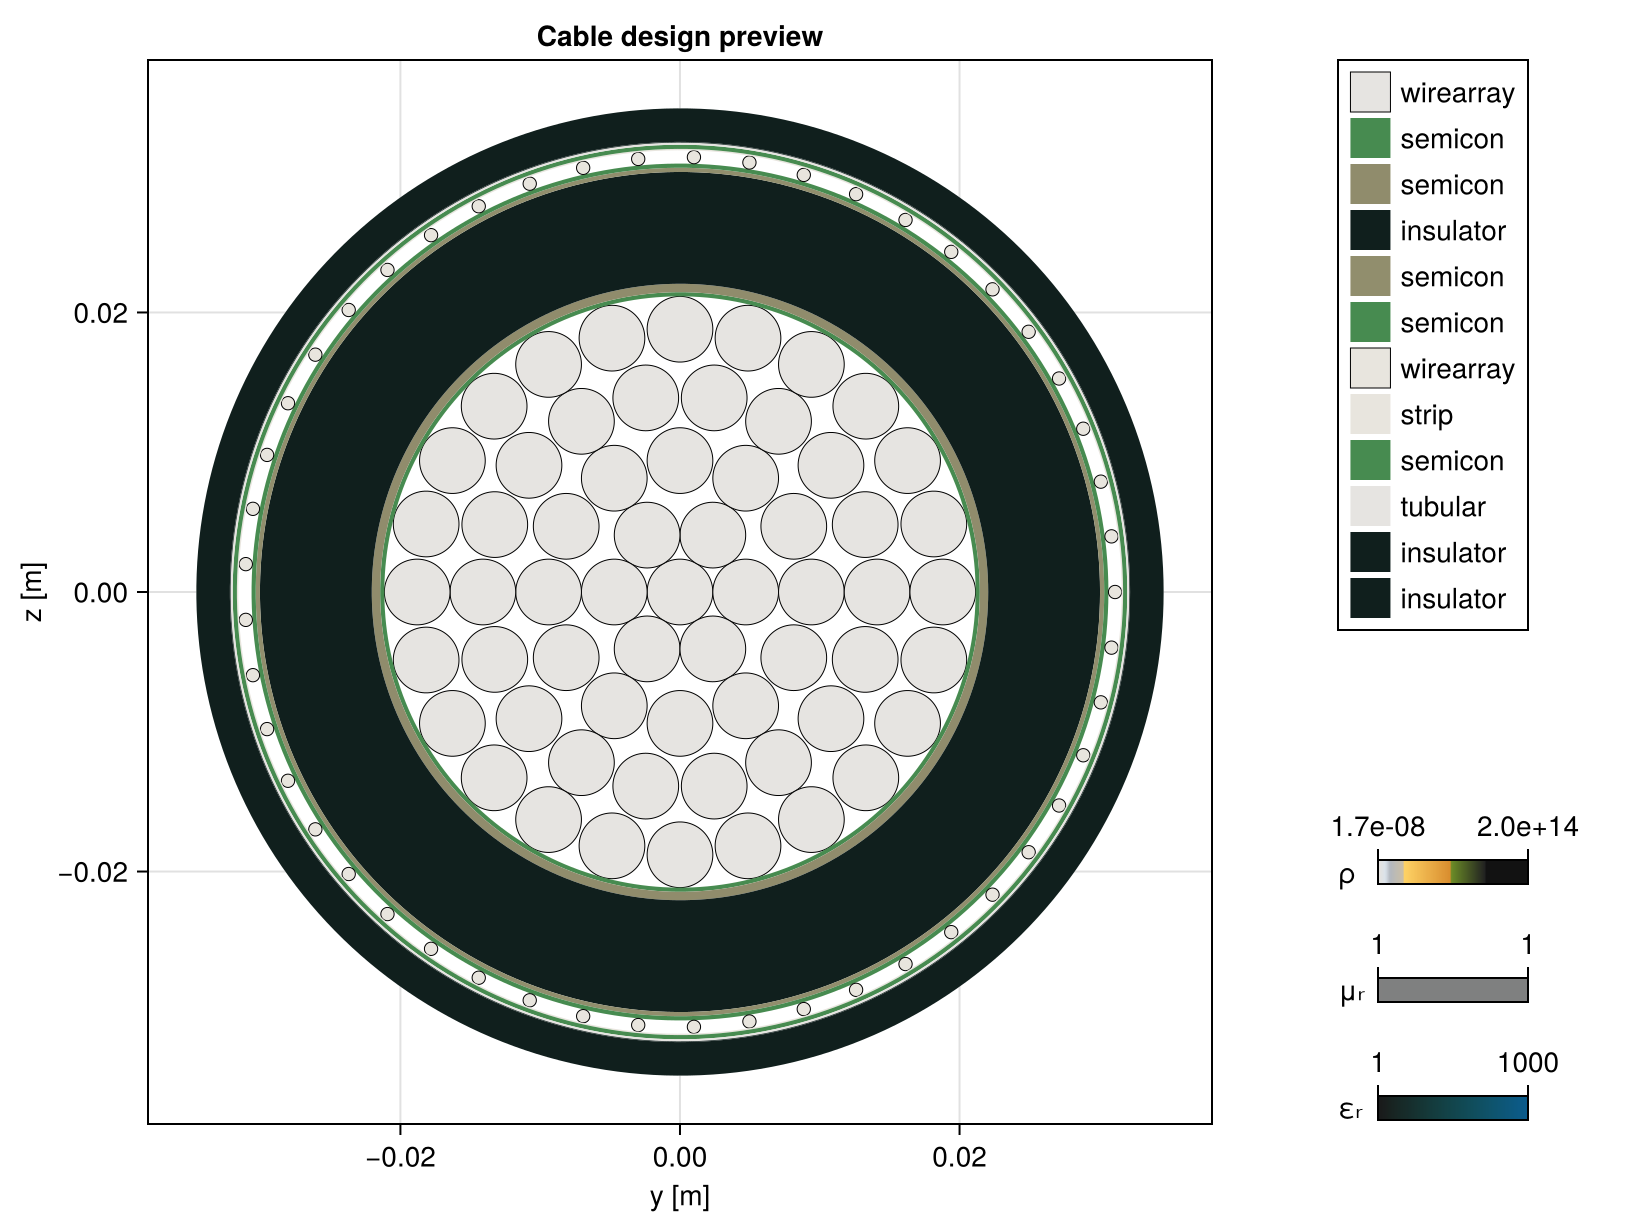 Cable design preview
0.02
0.00
−0.02
z [m]
−0.02
0.00
0.02
y [m]
wirearray
semicon
semicon
insulator
semicon
semicon
wirearray
strip
semicon
tubular
insulator
insulator
1.7e-08 2.0e+14
ρ
1 1
μᵣ
1 1000
εᵣ